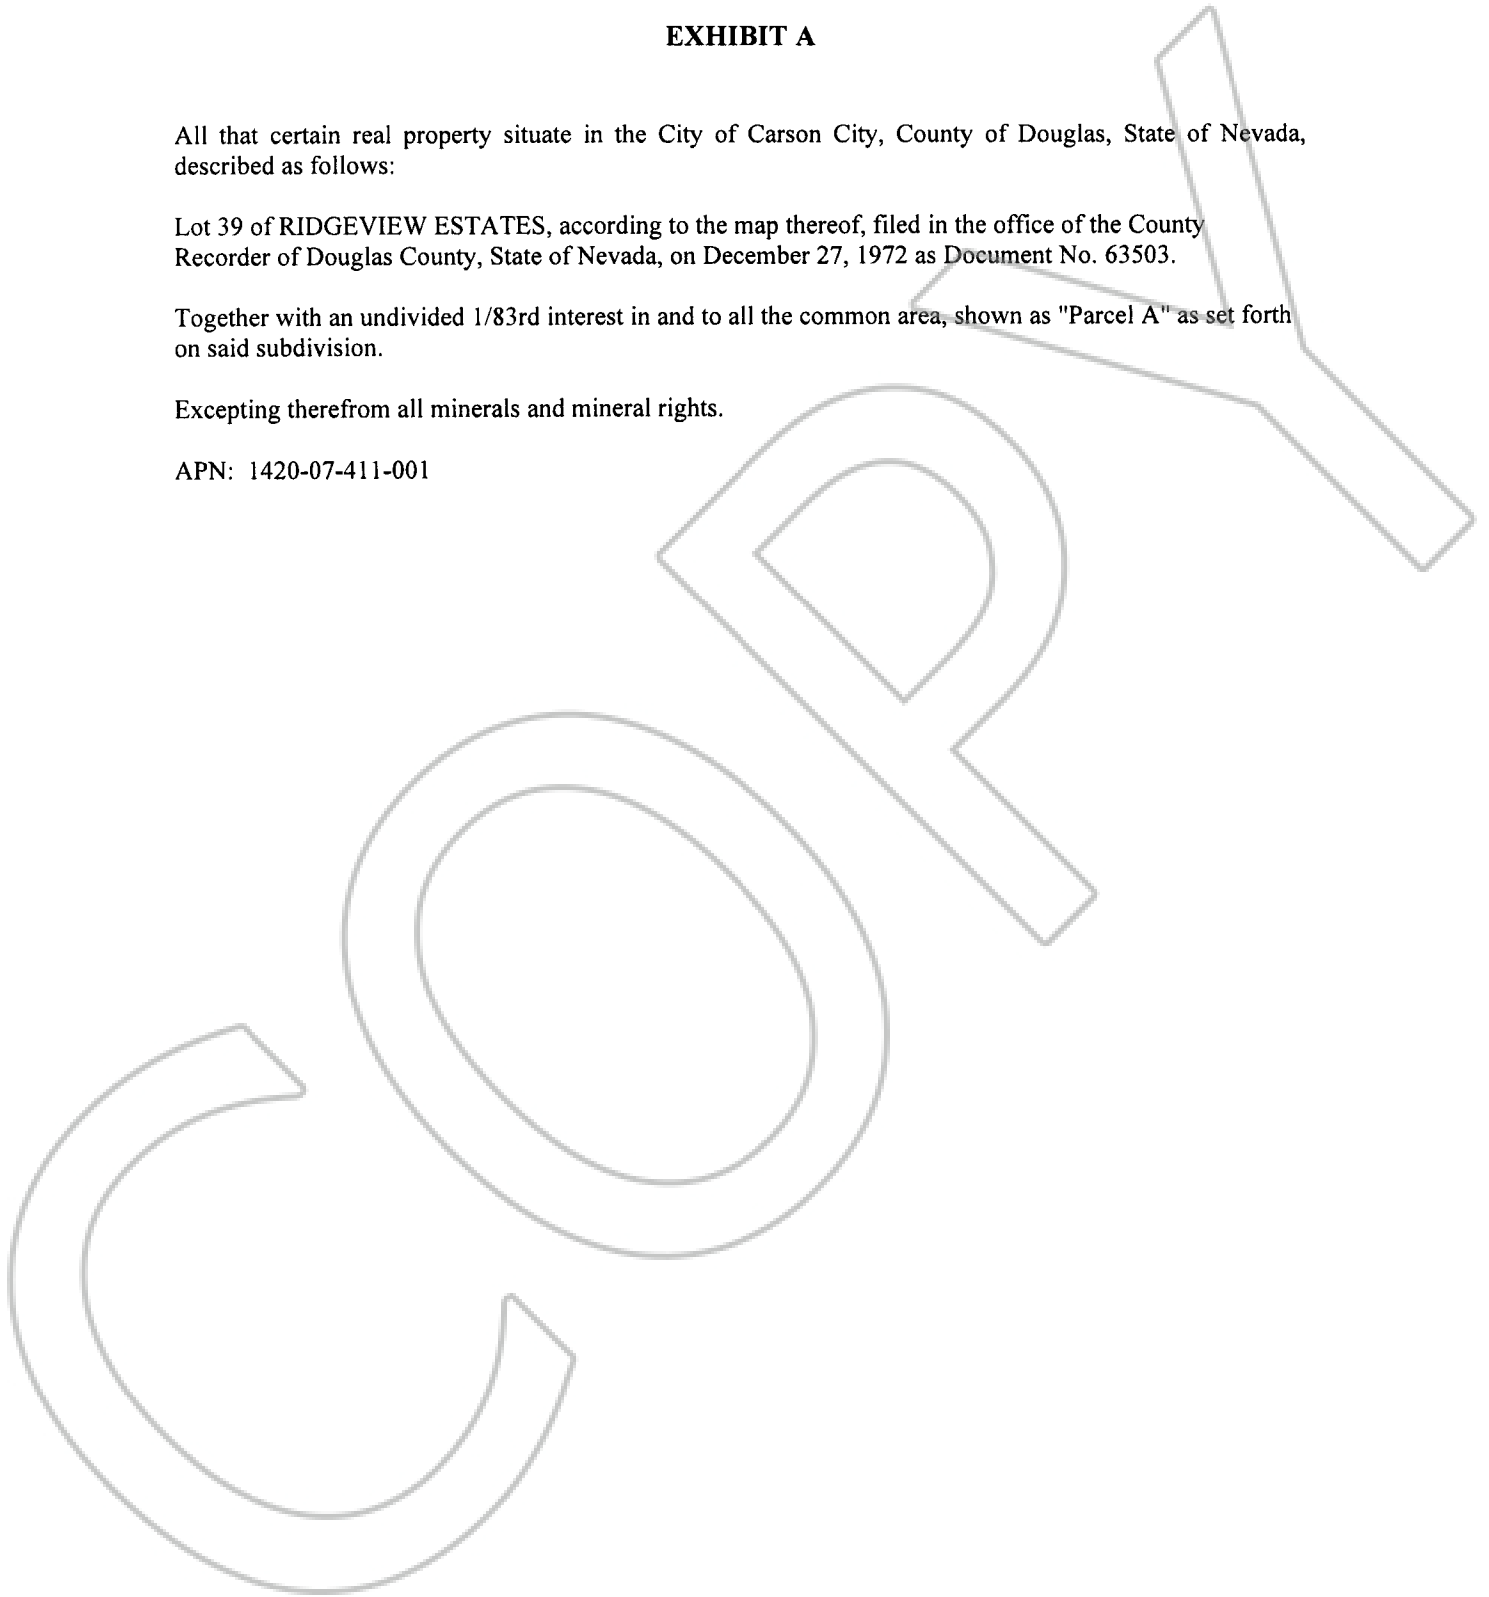 EXHIBIT A
All that certain real property situate in the City of Carson City, County of Douglas, State of Nevada,
described as follows:
Lot 39 of RIDGEVIEW ESTATES, according to the map thereof, filed in the office of the County
Recorder of Douglas County, State of Nevada, on December 27, 1972 as Document No. 63503.
Together with an undivided 1/83rd interest in and to all the common area, shown as "Parcel A" as set forth
on said subdivision.
Excepting therefrom all minerals and mineral rights.
APN: 1420-07-411-001
COPY